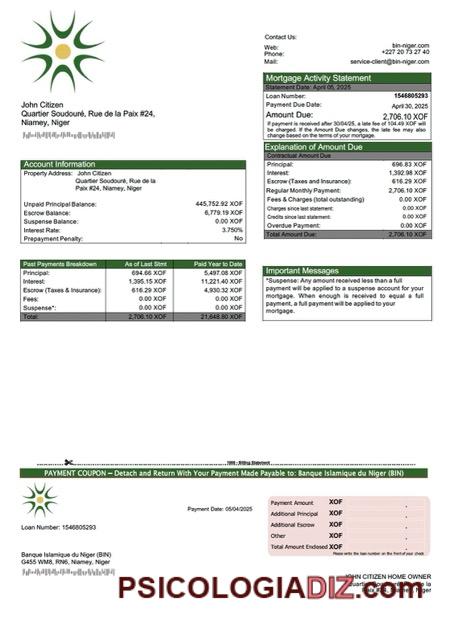 Contact Us:
Web: bin-niger.com
Phone: +227 20 73 27 40
Mail: service-client@bin-niger.com
Mortgage Activity Statement
Statement Date: April 05, 2025
Loan Number: 1546805293
Payment Due Date: April 30, 2025
Amount Due: 2,706.10 XOF
If payment is received after 30/04/25, a late fee of 104.49 XOF will
be charged. If the Amount Due changes, the late fee may also
change based on terms of mortgage.
John Citizen
Quartier Soudouré, Rue de la Paix #24,
Niamey, Niger
Explanation of Amount Due
Contractual Amount Due
Principal: 696.83 XOF
Interest: 1,392.98 XOF
Escrow (Taxes and Insurance): 616.29 XOF
Regular Monthly Payment: 2,706.10 XOF
Fees & Charges (total outstanding) 0.00 XOF
Charges since last statement: 0.00 XOF
Credits since last statement: 0.00 XOF
Overdue Payment: 0.00 XOF
Total Amount Due: 2,706.10 XOF
Account Information
Property Address: John Citizen
Quartier Soudouré, Rue de la
Paix #24, Niamey, Niger
Unpaid Principal Balance: 445,752.92 XOF
Escrow Balance: 6,779.19 XOF
Suspense Balance: 0.00 XOF
Interest Rate: 3.750%
Prepayment Penalty: No
Past Payments Breakdown As of Last Stmt Paid Year to Date
Principal: 694.66 XOF 5,497.08 XOF
Interest: 1,395.15 XOF 11,221.40 XOF
Escrow (Taxes & Insurance): 616.29 XOF 4,930.32 XOF
Fees: 0.00 XOF 0.00 XOF
Suspense*: 0.00 XOF 0.00 XOF
Total: 2,706.10 XOF 21,648.80 XOF
Important Messages
*Suspense: Any amount received less than a full
payment will be applied to a suspense account for your
mortgage. When enough is received to equal a full
payment, a full payment will be applied to your
mortgage.
Billing Statement
PAYMENT COUPON – Detach and Return With Your Payment Made Payable to: Banque Islamique du Niger (BIN)
Payment Date: 05/04/2025
Loan Number: 1546805293
Payment Amount XOF
Additional Principal XOF
Additional Escrow XOF
Other XOF
Total Amount Enclosed XOF
Please write the loan number on the front of your check
Banque Islamique du Niger (BIN)
G455 WM8, RN6, Niamey, Niger
JOHN CITIZEN HOME OWNER
PSICOLOGIADIZ.com